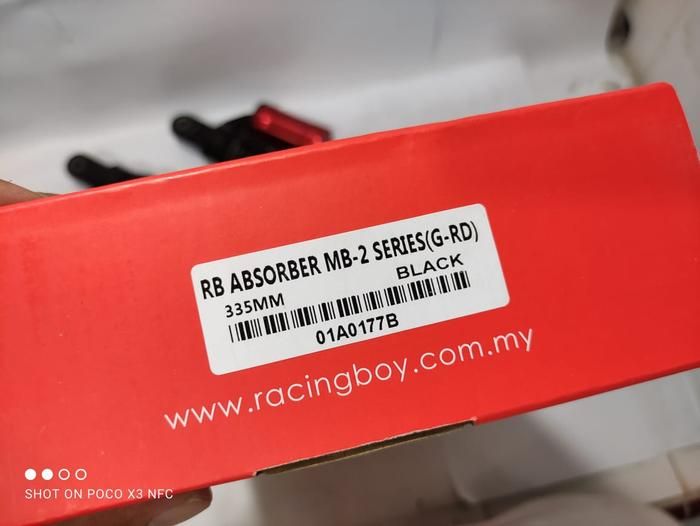 RB ABSORBER MB-2 SERIES(G-RD)
335MM BLACK
01A0177B
www.racingboy.com.my
SHOT ON POCO X3 NFC